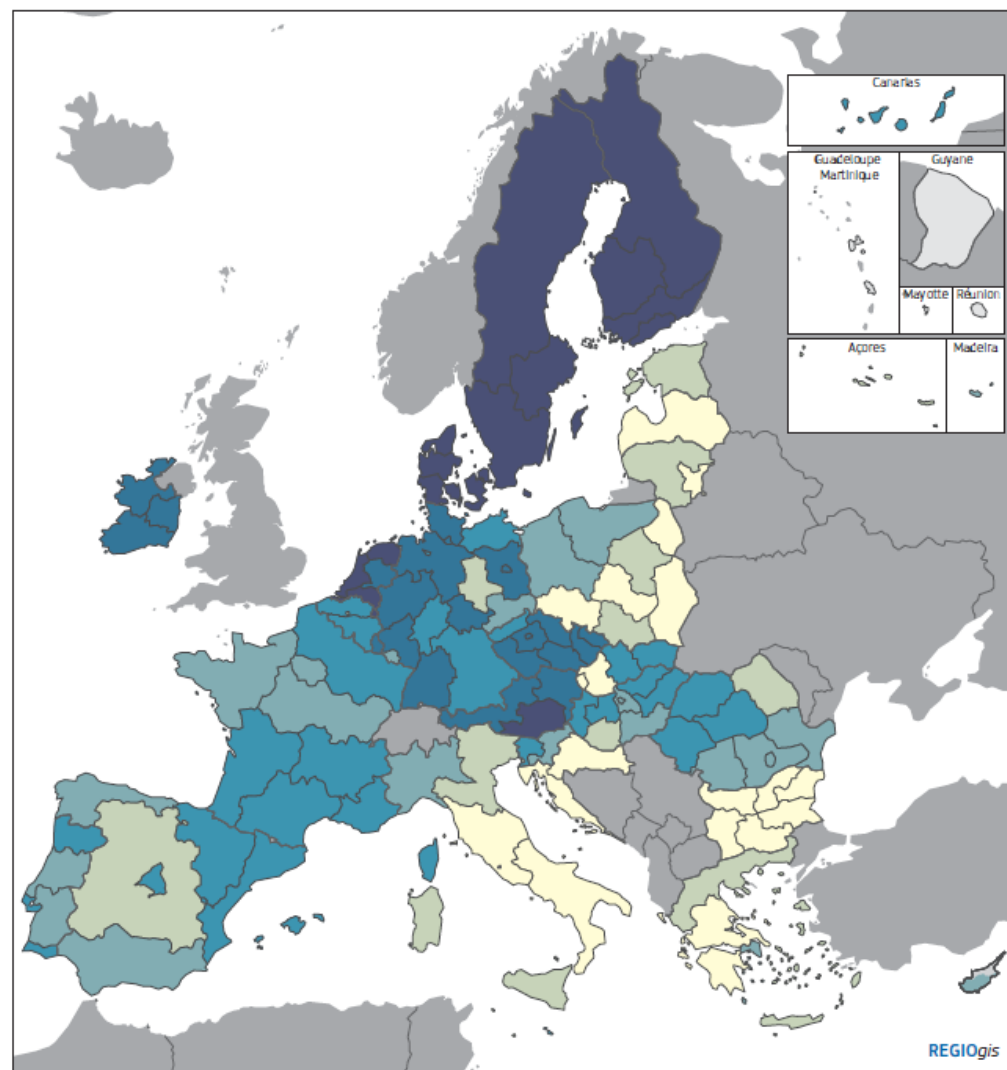 Canarias
Guadeloupe
Martinique
Guyane
Mayotte
Réunion
Açores
Madeira
REGIOgis